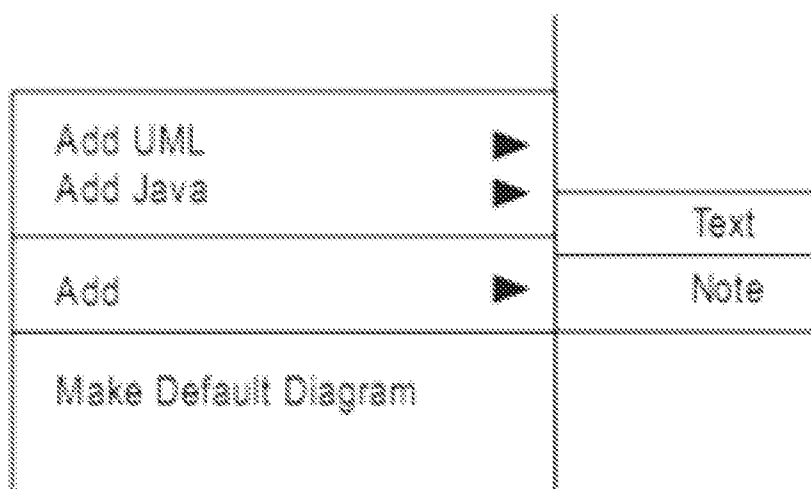 Add UML
Add Java
Text
Add
Note
Make Default Diagram